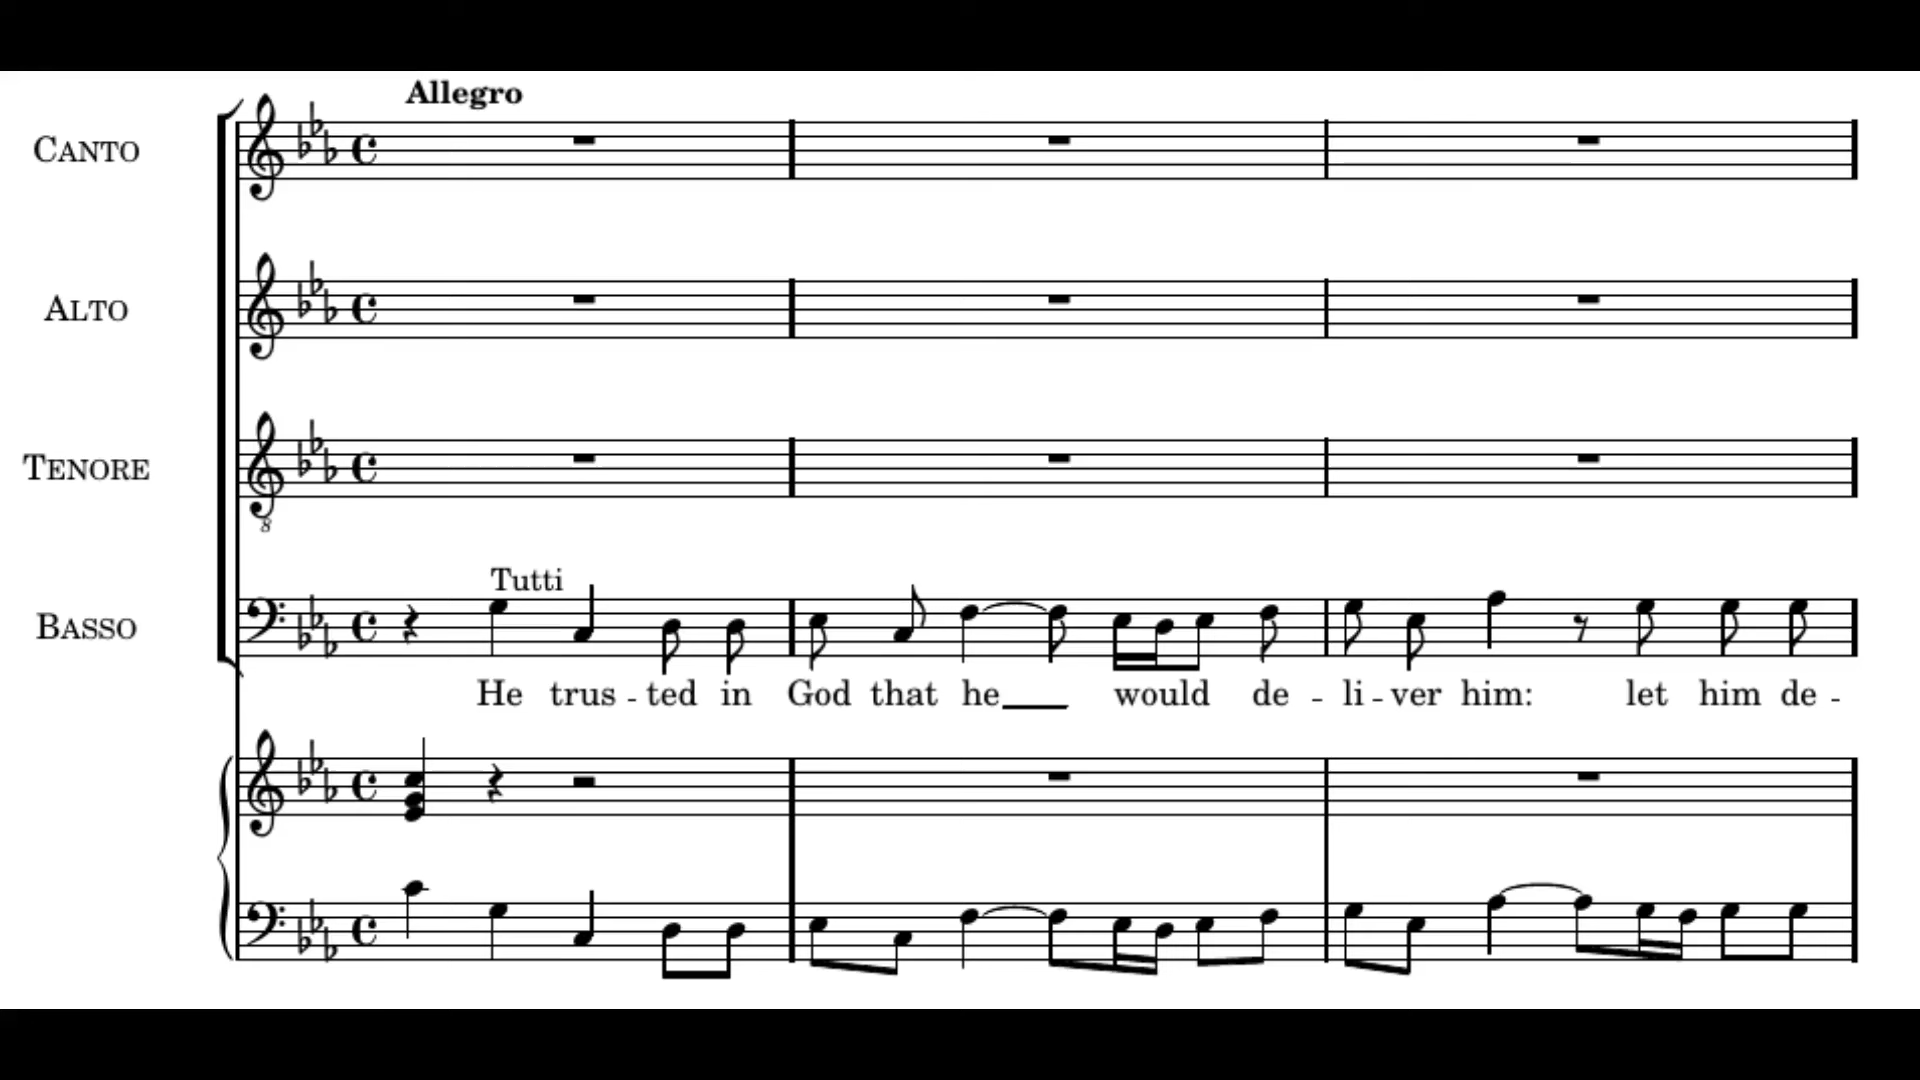 Allegro
CANTO
ALTO
TENORE
8
Tutti
BASSO
He trus - ted in God that he would de - li - ver him: let him de -